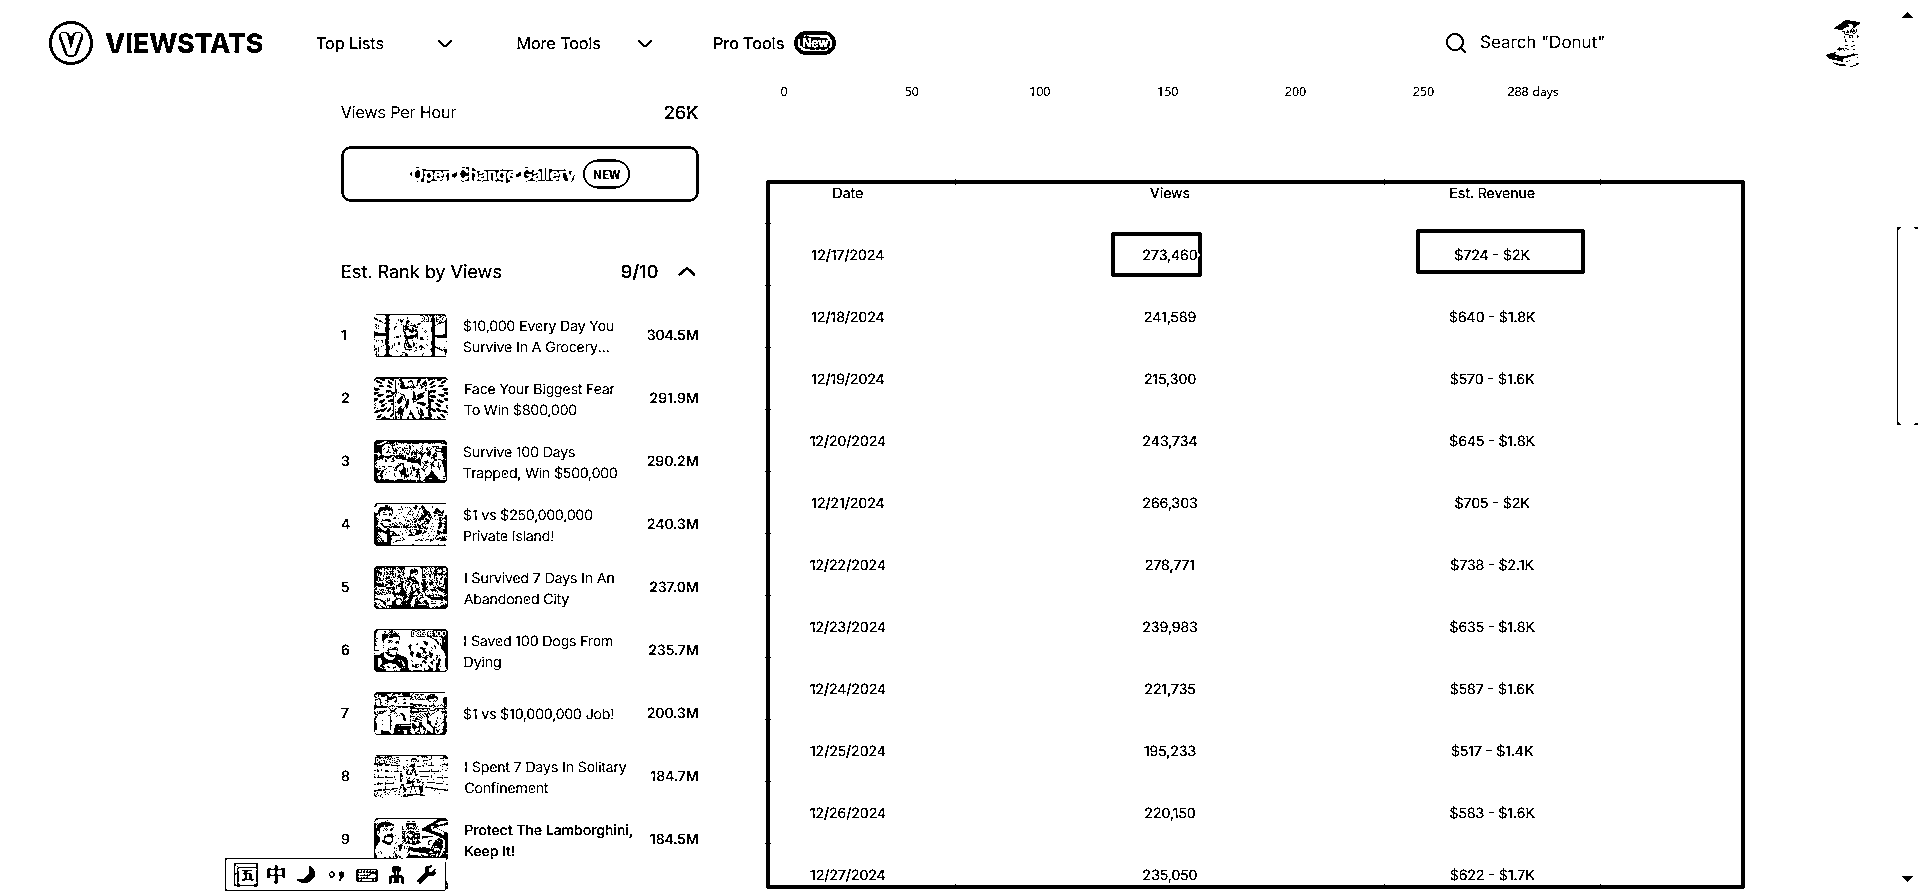 VIEWSTATS Top Lists More Tools Pro Tools New Search "Donut"
0 50 100 150 200 250 288 days
Views Per Hour 26K
Open Change Gallery NEW
Est. Rank by Views 9/10
1 $10,000 Every Day You Survive In A Grocery... 304.5M
2 Face Your Biggest Fear To Win $800,000 291.9M
3 Survive 100 Days Trapped, Win $500,000 290.2M
4 $1 vs $250,000,000 Private Island! 240.3M
5 I Survived 7 Days In An Abandoned City 237.0M
6 I Saved 100 Dogs From Dying 235.7M
7 $1 vs $10,000,000 Job! 200.3M
8 I Spent 7 Days In Solitary Confinement 184.7M
9 Protect The Lamborghini, Keep It! 184.5M
Date Views Est. Revenue
12/17/2024 273,460 $724 - $2K
12/18/2024 241,589 $640 - $1.8K
12/19/2024 215,300 $570 - $1.6K
12/20/2024 243,734 $645 - $1.8K
12/21/2024 266,303 $705 - $2K
12/22/2024 278,771 $738 - $2.1K
12/23/2024 239,983 $635 - $1.8K
12/24/2024 221,735 $587 - $1.6K
12/25/2024 195,233 $517 - $1.4K
12/26/2024 220,150 $583 - $1.6K
12/27/2024 235,050 $622 - $1.7K
五 中